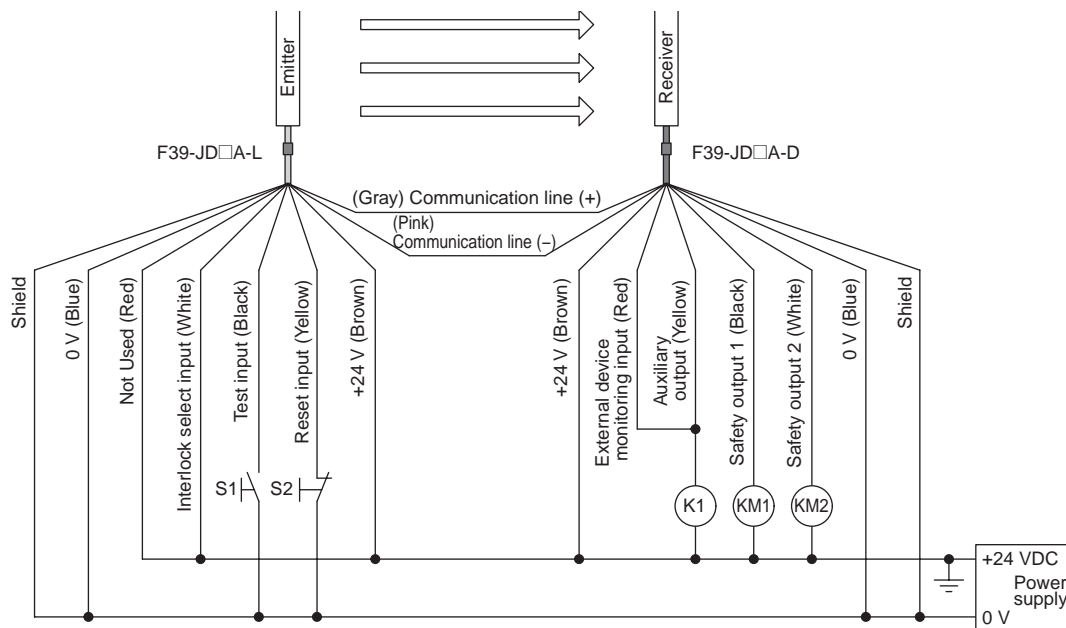 Emitter
Receiver
F39-JD□A-L
F39-JD□A-D
(Gray) Communication line (+)
(Pink)
Communication line (–)
Shield
0 V (Blue)
Not Used (Red)
Interlock select input (White)
Test input (Black)
Reset input (Yellow)
+24 V (Brown)
+24 V (Brown)
External device
monitoring input (Red)
Auxiliary
output (Yellow)
Safety output 1 (Black)
Safety output 2 (White)
0 V (Blue)
Shield
S1
S2
K1
KM1
KM2
+24 VDC
Power
supply
0 V